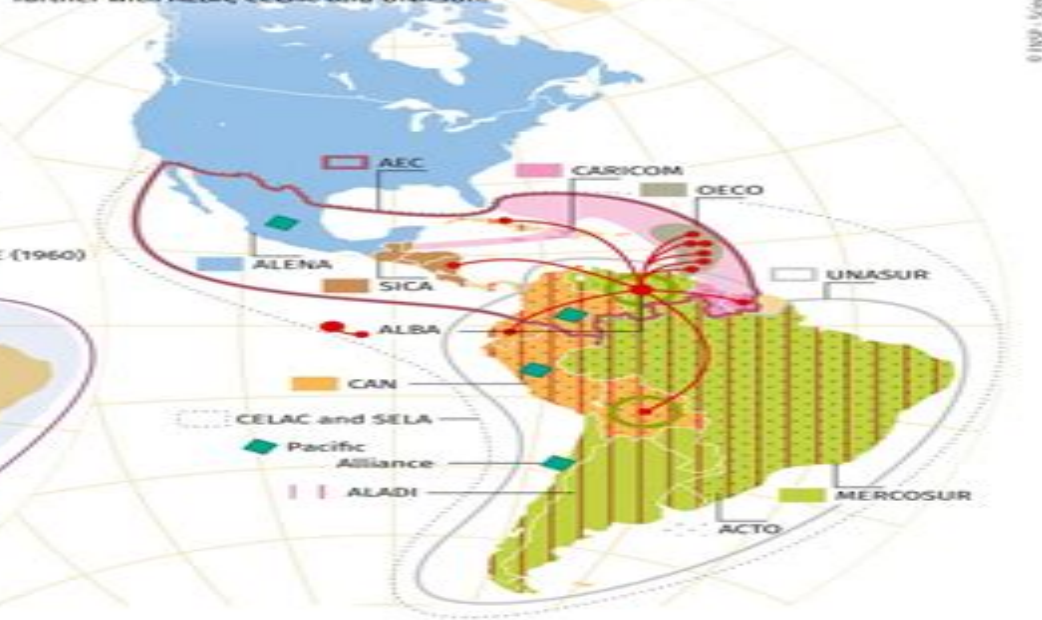 AEC
CARICOM
OECO
E (1960)
ALENA
UNASUR
SICA
ALBA
CAN
CELAC and SELA
Pacific
Alliance
ALADI
MERCOSUR
ACTO